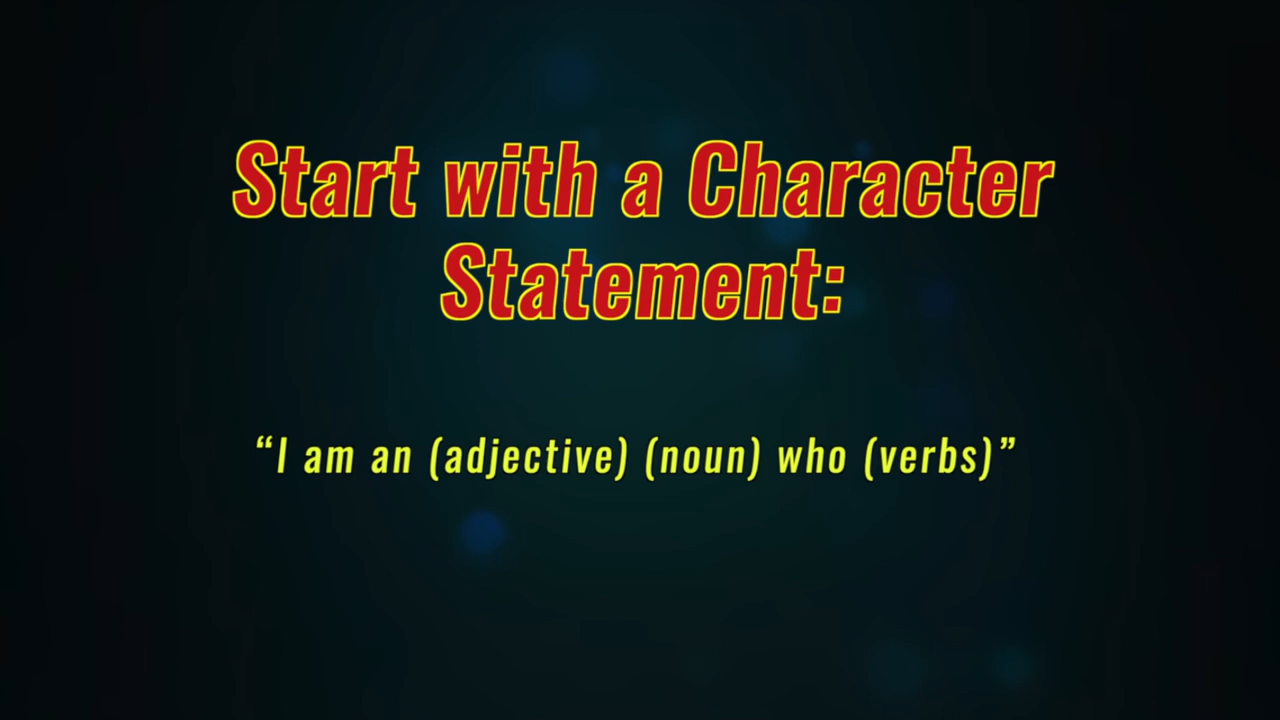 Start with a Character
Statement:
“I am an (adjective) (noun) who (verbs)”